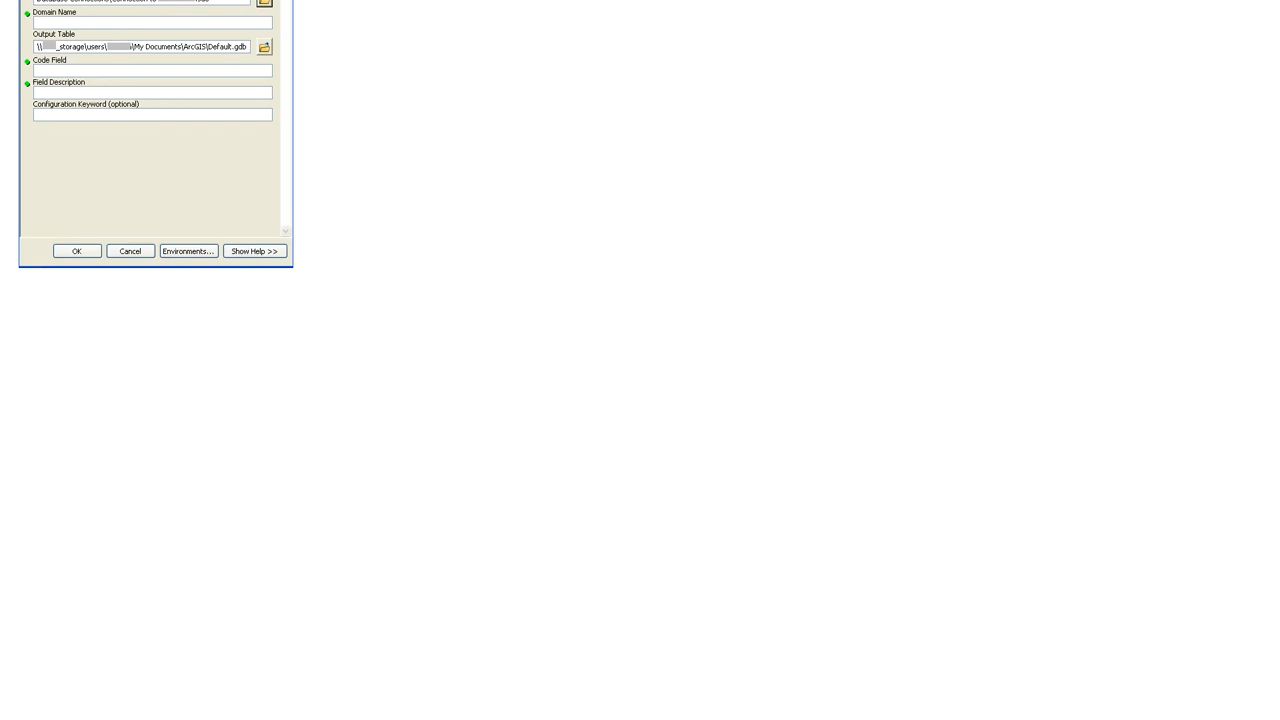 Domain Name
Output Table
\\ _storage\users\ \My Documents\ArcGIS\Default.gdb
Code Field
Field Description
Configuration Keyword (optional)
OK Cancel Environments... Show Help >>